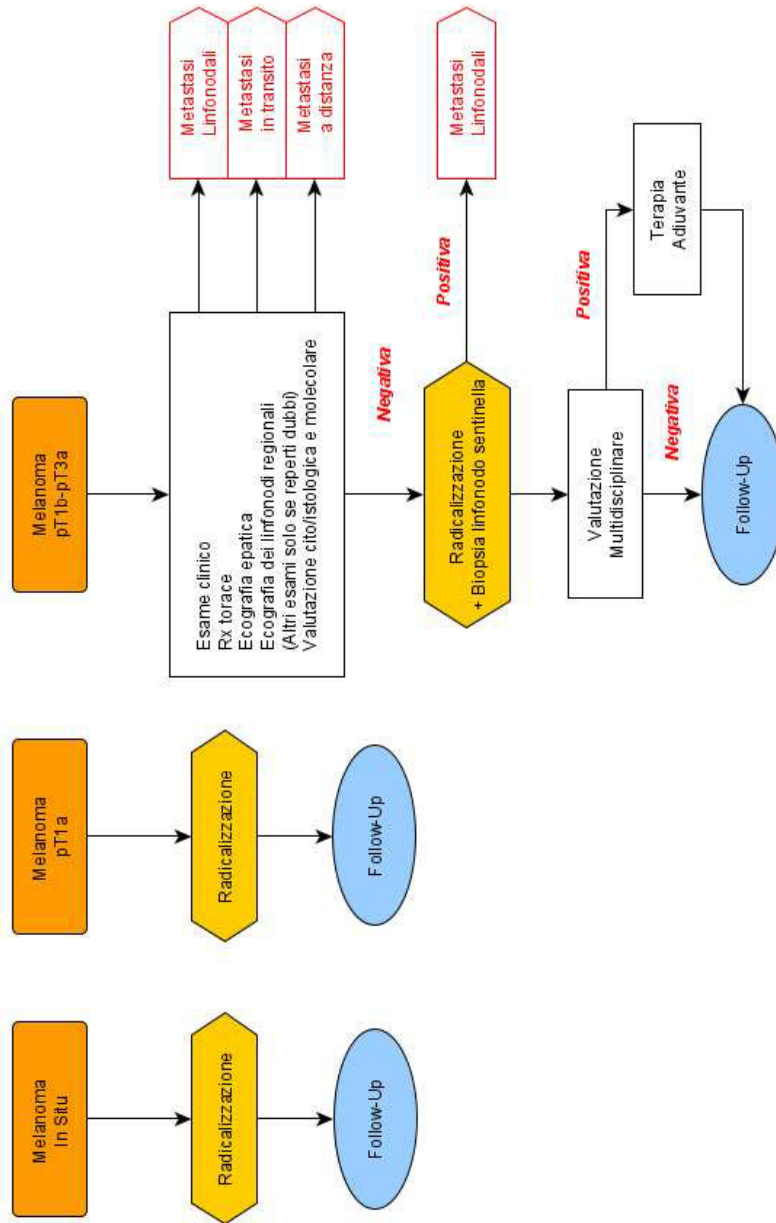 Melanoma
In Situ
Radicalizzazione
Follow-Up
Melanoma
pT1a
Radicalizzazione
Follow-Up
Melanoma
pT1b-pT3a
Esame clinico
Rx torace
Ecografia epatica
Ecografia dei linfonodi regionali
(Altri esami solo se reperti dubbi)
Valutazione cito/istologica e molecolare
Metastasi
Linfonodali
Metastasi
in transito
Metastasi
a distanza
Negativa
Radicalizzazione
+ Biopsia linfonodo sentinella
Positiva
Metastasi
Linfonodali
Valutazione
Multidisciplinare
Positiva
Terapia
Adiuvante
Negativa
Follow-Up